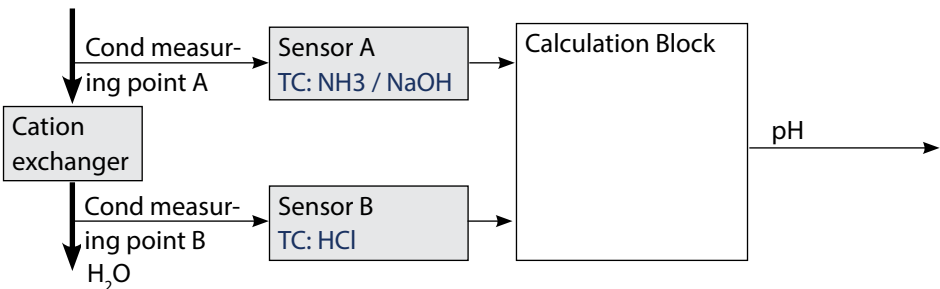 Cond measur-
ing point A
Sensor A
TC: NH3 / NaOH
Calculation Block
Cation
exchanger
pH
Cond measur-
ing point B
H₂O
Sensor B
TC: HCl